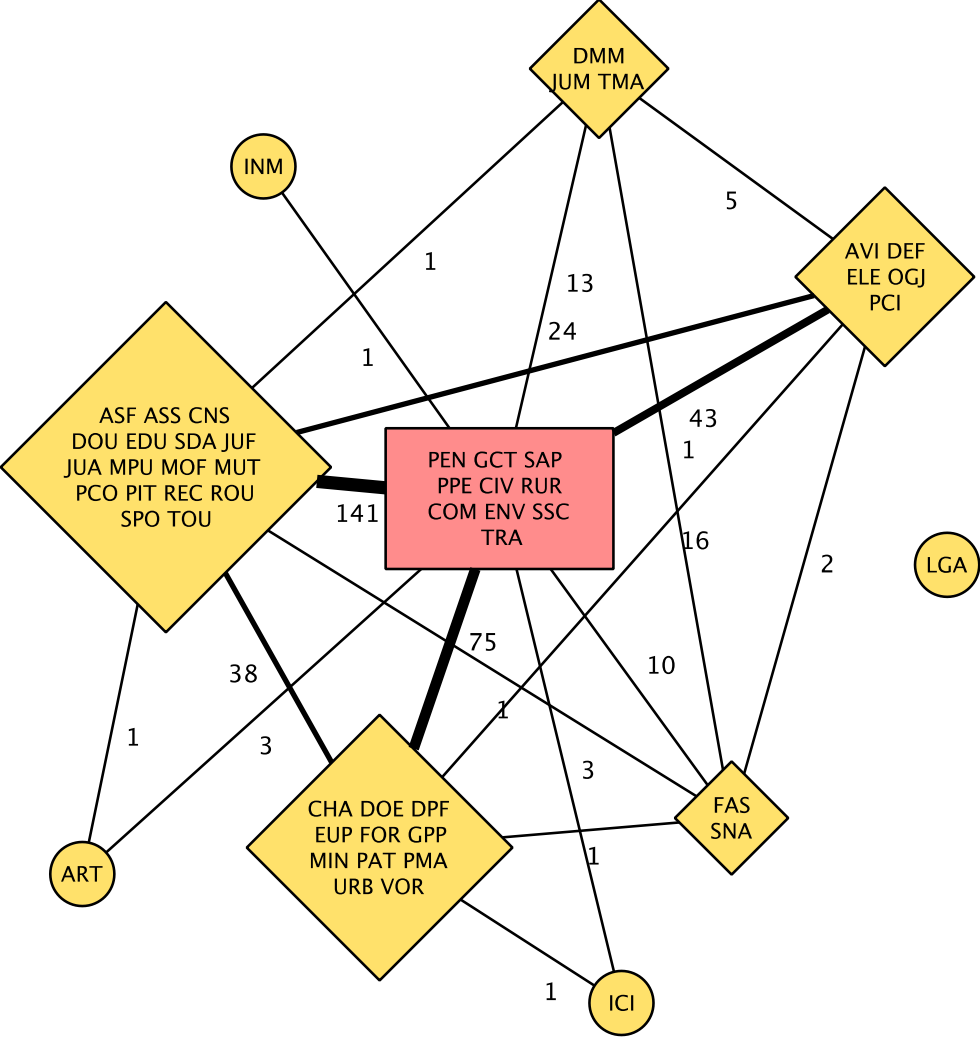 DMM
JUM TMA
INM
5
AVI DEF
ELE OGJ
PCI
1
13
24
1
ASF ASS CNS
DOU EDU SDA JUF
JUA MPU MOF MUT
PCO PIT REC ROU
SPO TOU
43
1
PEN GCT SAP
PPE CIV RUR
COM ENV SSC
TRA
141
16
2
LGA
75
10
38
1
1
3
3
FAS
SNA
CHA DOE DPF
EUP FOR GPP
MIN PAT PMA
URB VOR
1
ART
1
ICI